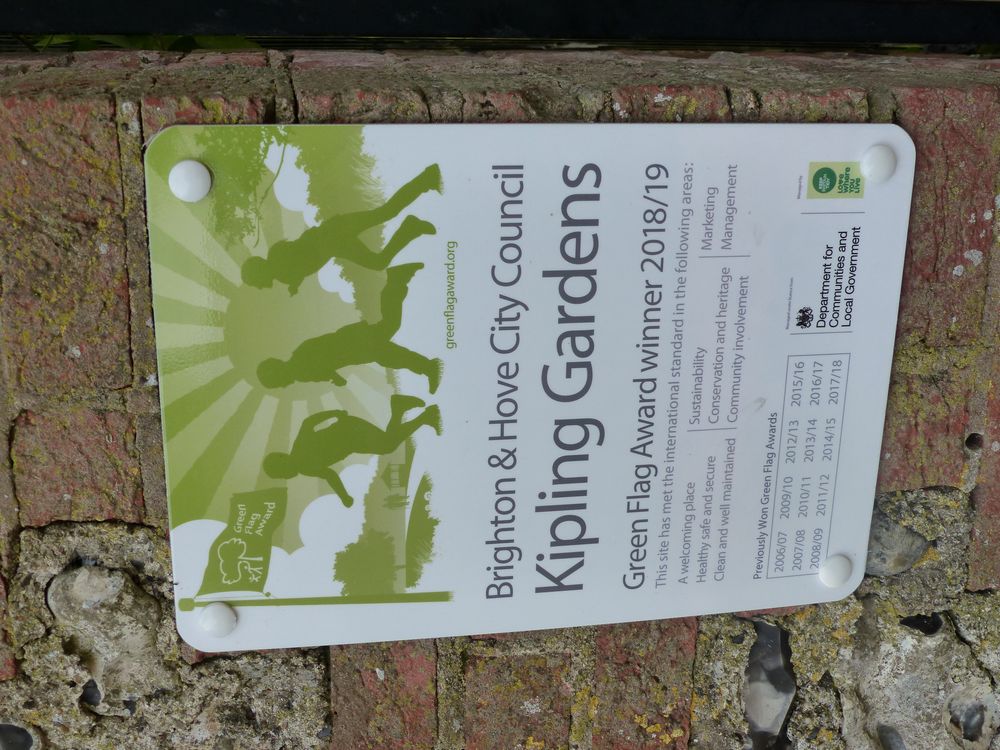 Green
Flag
Award
greenflagaward.org
Brighton & Hove City Council
Kipling Gardens
Green Flag Award winner 2018/19
This site has met the international standard in the following areas:
A welcoming place
Healthy safe and secure
Clean and well maintained
Sustainability
Conservation and heritage
Community involvement
Marketing
Management
Previously Won Green Flag Awards
2006/07 2009/10 2012/13 2015/16
2007/08 2010/11 2013/14 2016/17
2008/09 2011/12 2014/15 2017/18
Department for
Communities and
Local Government
LOVE
WHERE
YOU
LIVE